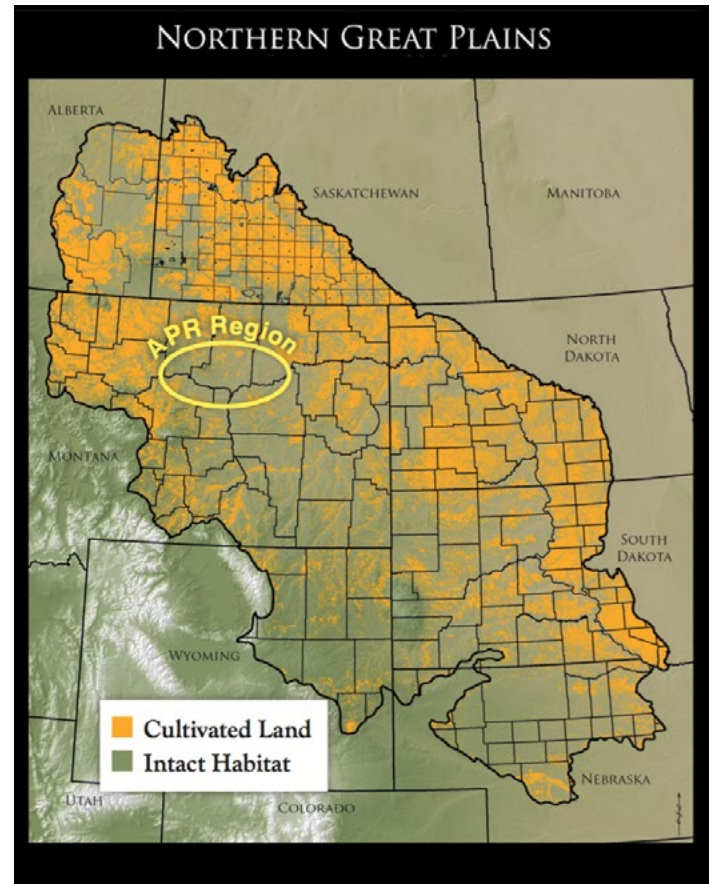 NORTHERN GREAT PLAINS
ALBERTA
SASKATCHEWAN
MANITOBA
APR Region
NORTH
DAKOTA
MONTANA
SOUTH
DAKOTA
WYOMING
Cultivated Land
Intact Habitat
NEBRASKA
UTAH
COLORADO